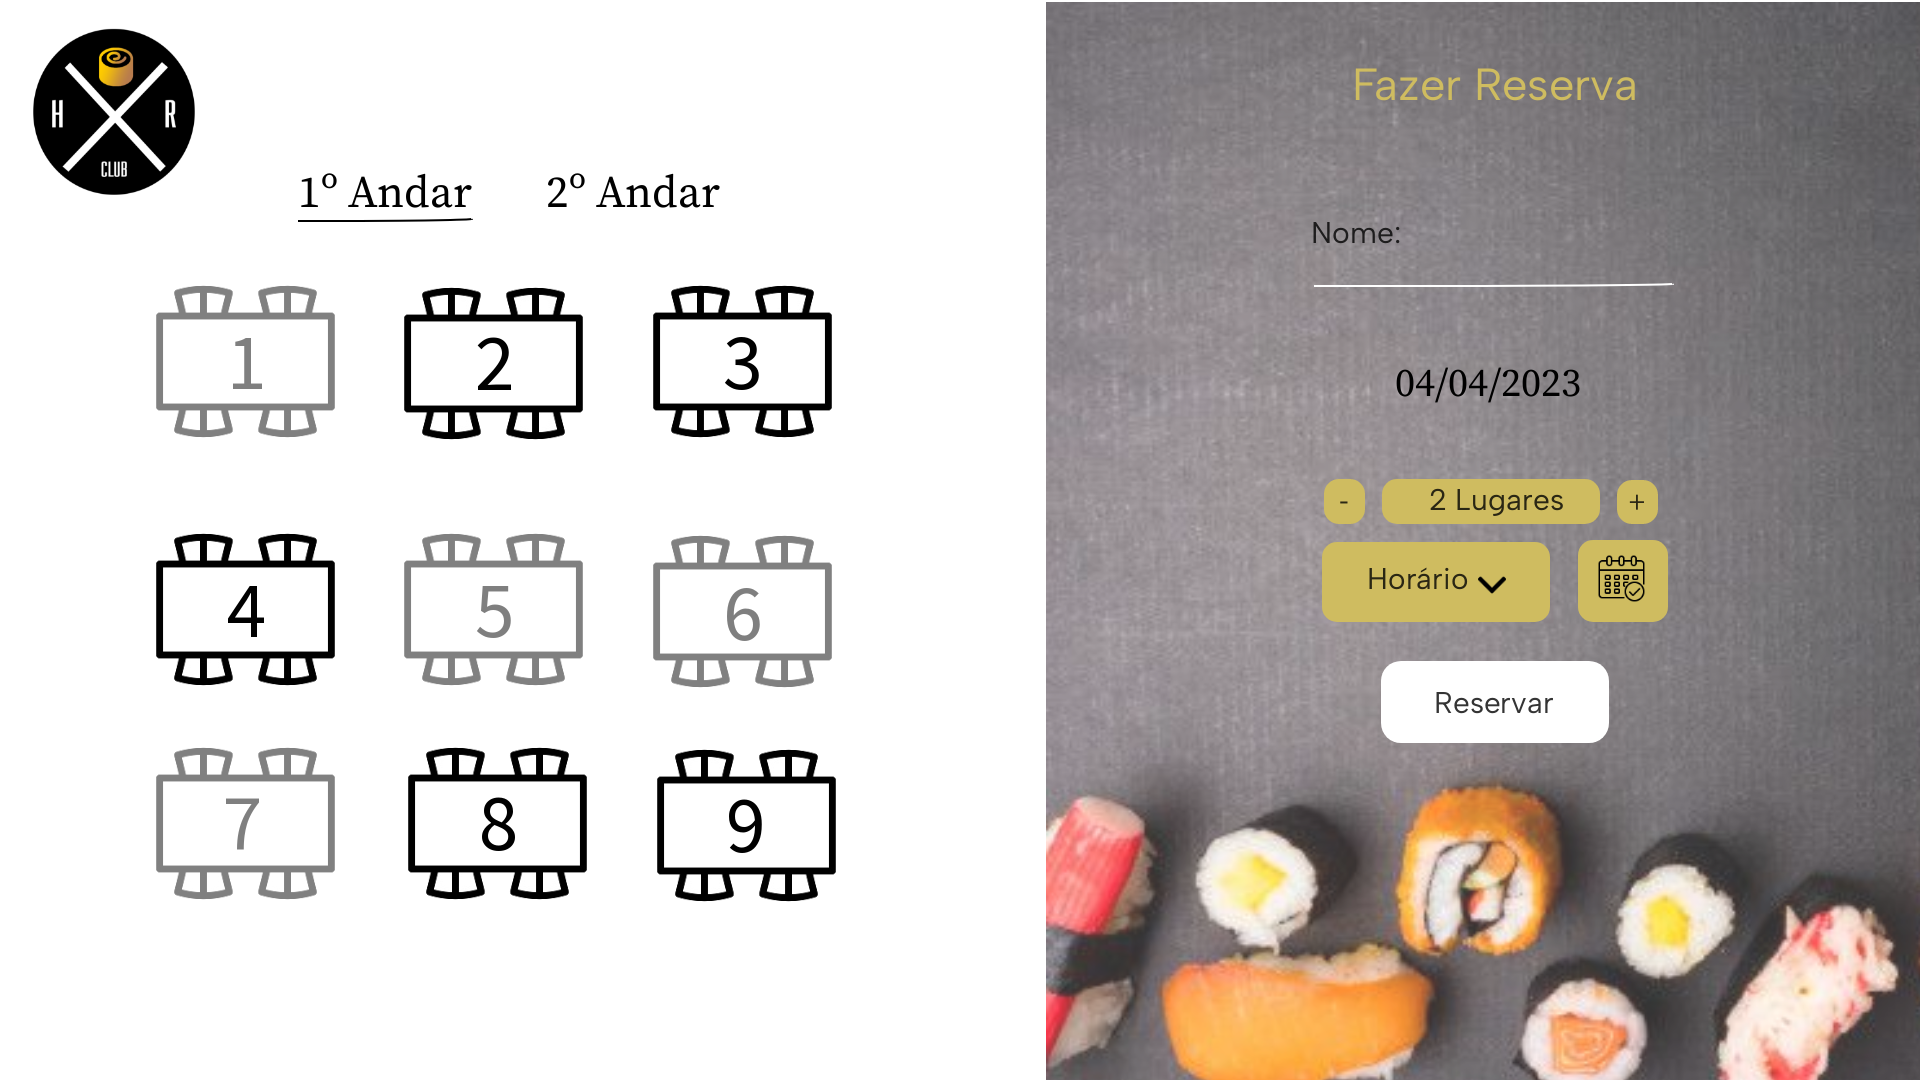 H R
CLUB
1º Andar 2º Andar
1 2 3
4 5 6
7 8 9
Fazer Reserva
Nome:
04/04/2023
- 2 Lugares +
Horário
Reservar